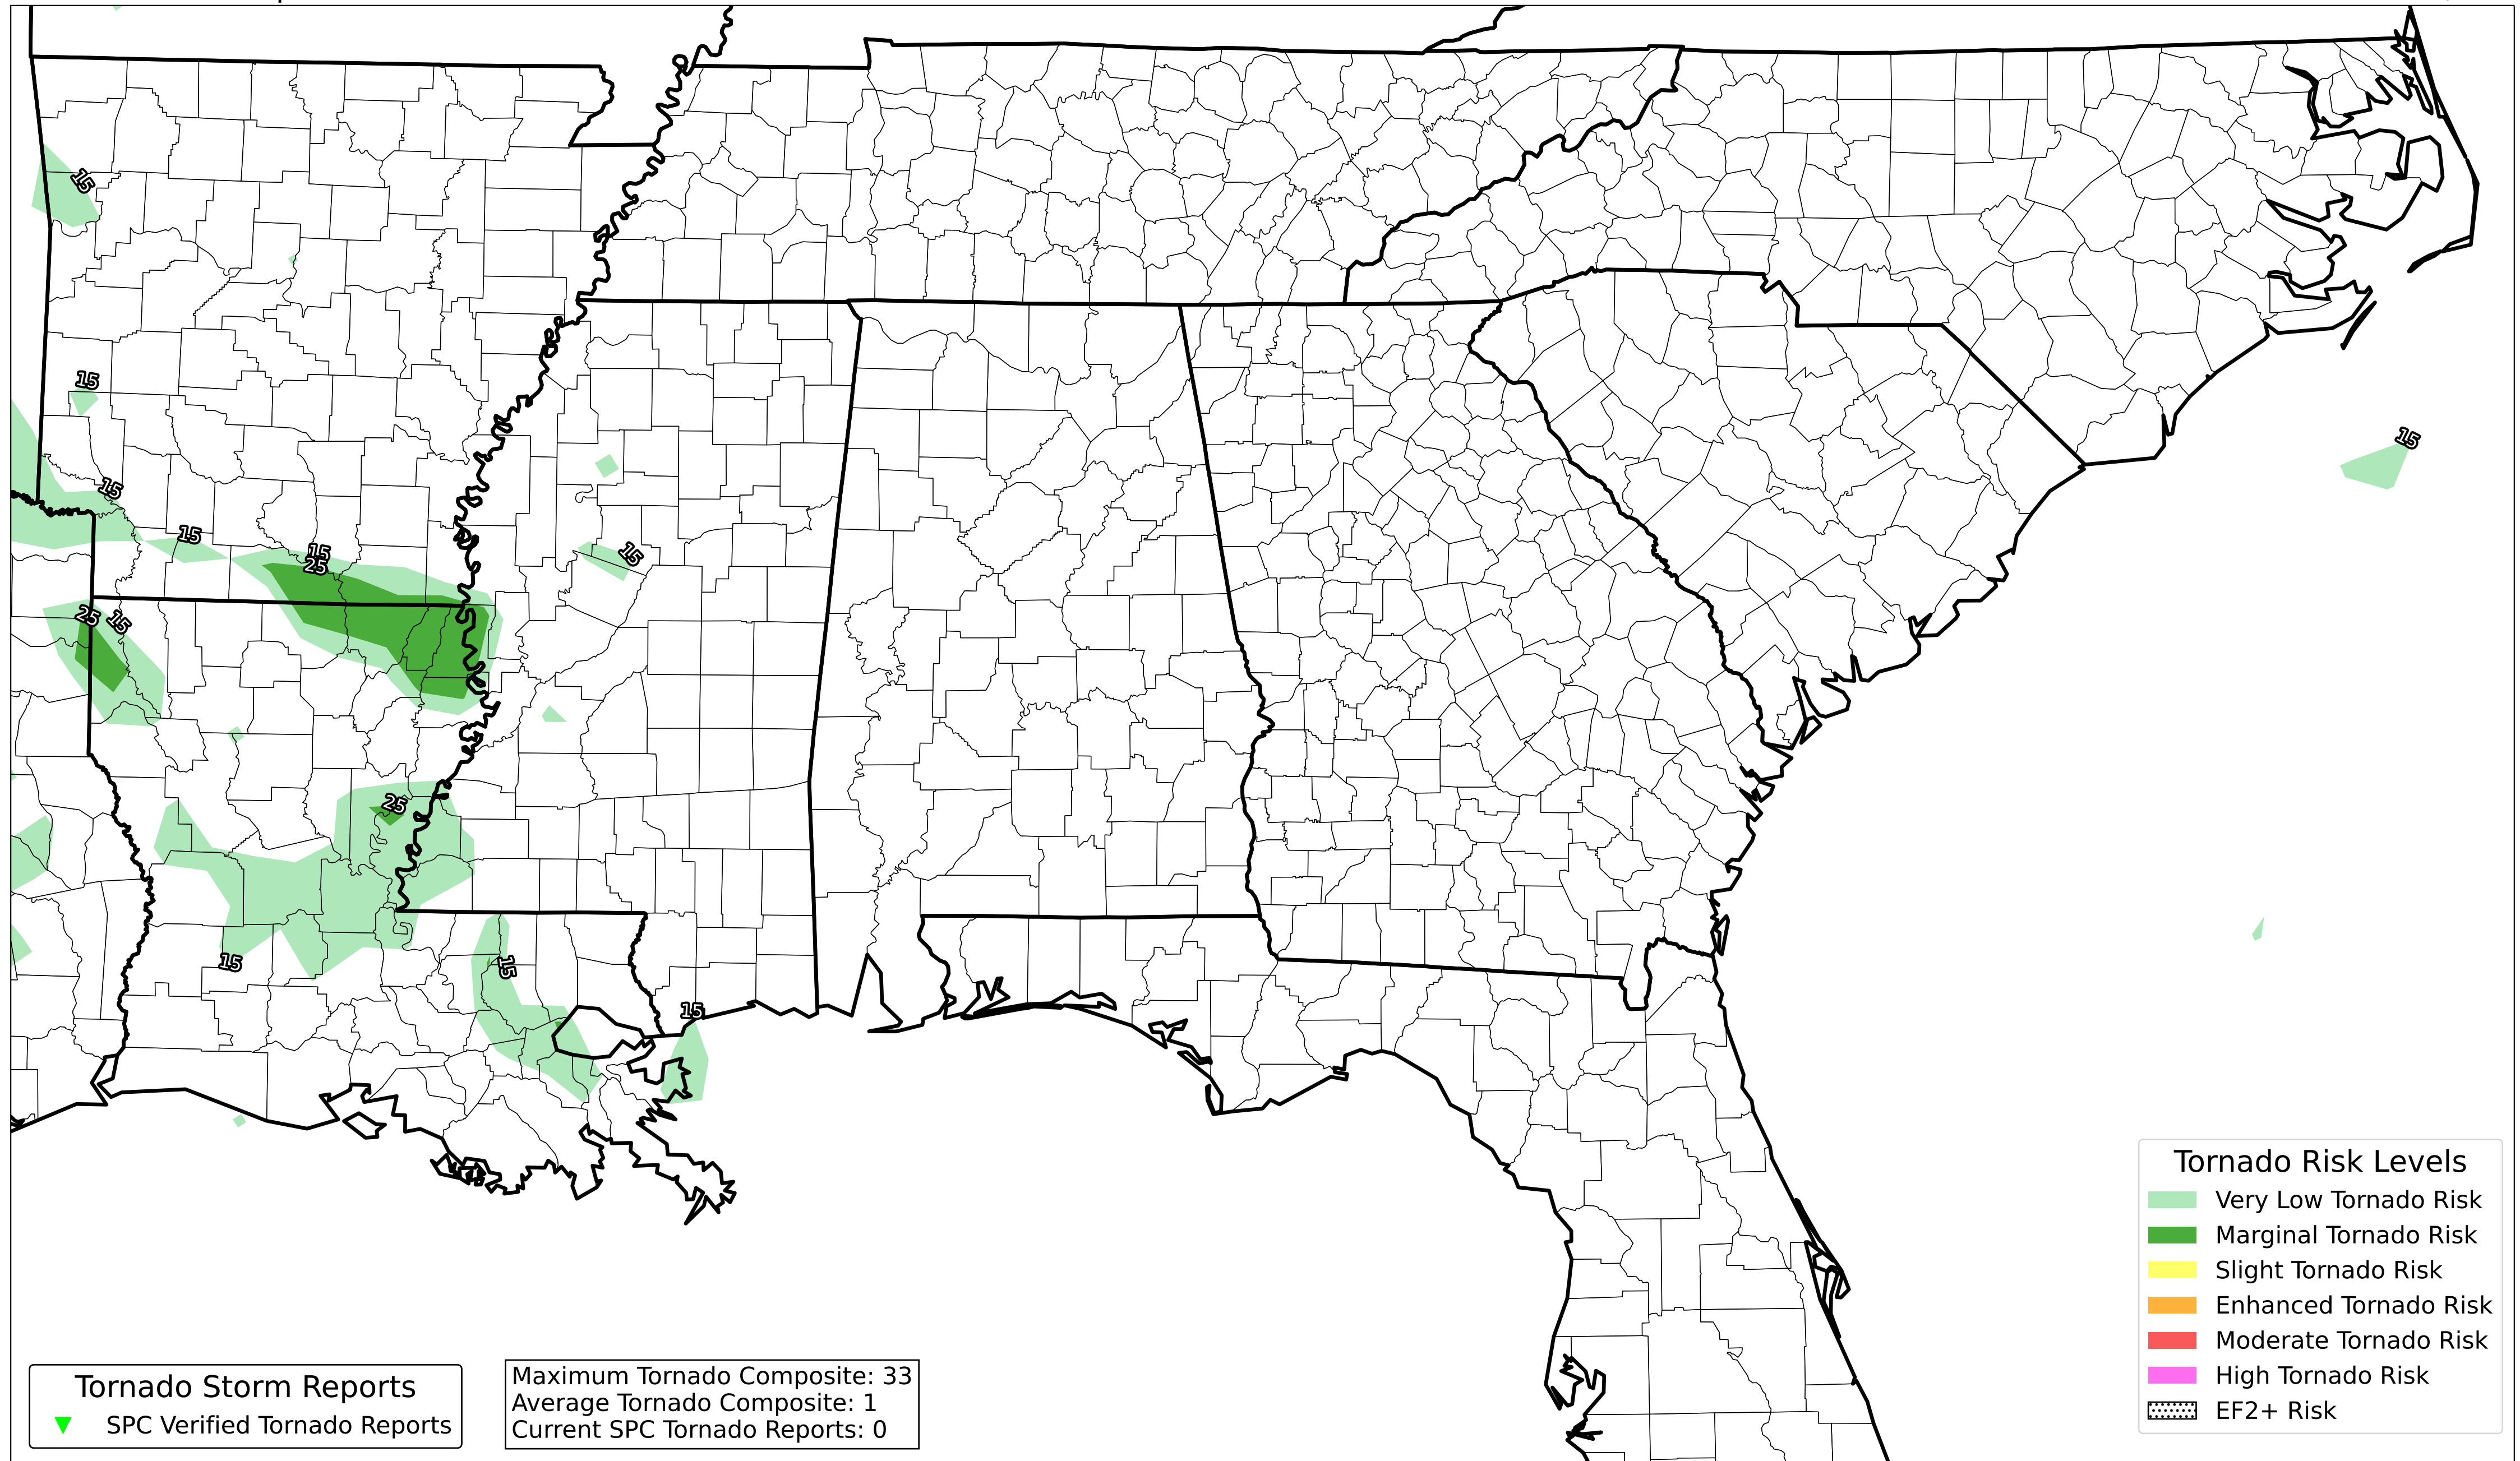 15
15
15
15
15
25
15
25
15
15
25
15
15
15
Tornado Risk Levels
Very Low Tornado Risk
Marginal Tornado Risk
Slight Tornado Risk
Enhanced Tornado Risk
Moderate Tornado Risk
High Tornado Risk
EF2+ Risk
Tornado Storm Reports
SPC Verified Tornado Reports
Maximum Tornado Composite: 33
Average Tornado Composite: 1
Current SPC Tornado Reports: 0